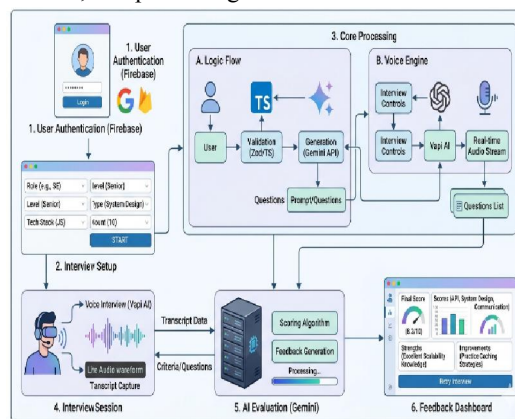 1. User
Authentication
(Firebase)
Login
1. User Authentication (Firebase)
Role (e.g., SE)
level (Senior)
Level (Senior)
Type (System Design)
Tech Stack (JS)
count (10)
START
2. Interview Setup
3. Core Processing
A. Logic Flow
TS
User
Validation
(Zod/TS)
Generation
(Gemini API)
Questions
Prompt/Questions
B. Voice Engine
Interview
Controls
Interview
Controls
Vapi AI
Real-time
Audio Stream
Questions List
Voice Interview (Vapi AI)
Live Audio waveform
Transcript Capture
4. Interview Session
Transcript Data
Criteria/Questions
Scoring Algorithm
Feedback Generation
Processing...
5. AI Evaluation (Gemini)
Final Score
Scores (API, System Design,
Communication)
Strengths
(Excellent Scalability
Knowledge)
Improvements
(Practice Caching
Strategies)
Retry Interview
6. Feedback Dashboard